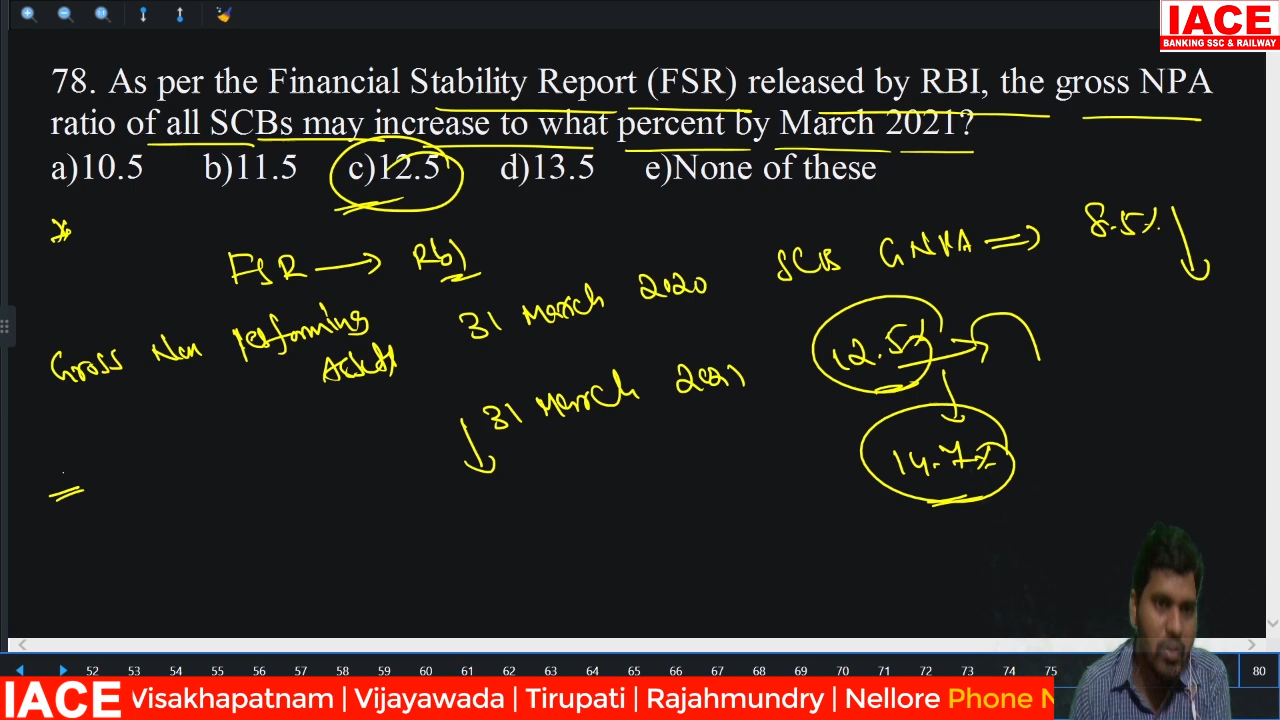 IACE
BANKING SSC & RAILWAY
78. As per the Financial Stability Report (FSR) released by RBI, the gross NPA
ratio of all SCBs may increase to what percent by March 2021?
a)10.5 b)11.5 c)12.5 d)13.5 e)None of these
FSR → Rbi
SCB GNPA ⇒ 8.5%
Gross Non performing
31 March 2020
12.5%
31 March 2021
14.7%
52 53 54 55 56 57 58 59 60 61 62 63 64 65 66 67 68 69 70 71 72 73 74 75 80
IACE Visakhapatnam | Vijayawada | Tirupati | Rajahmundry | Nellore Phone N